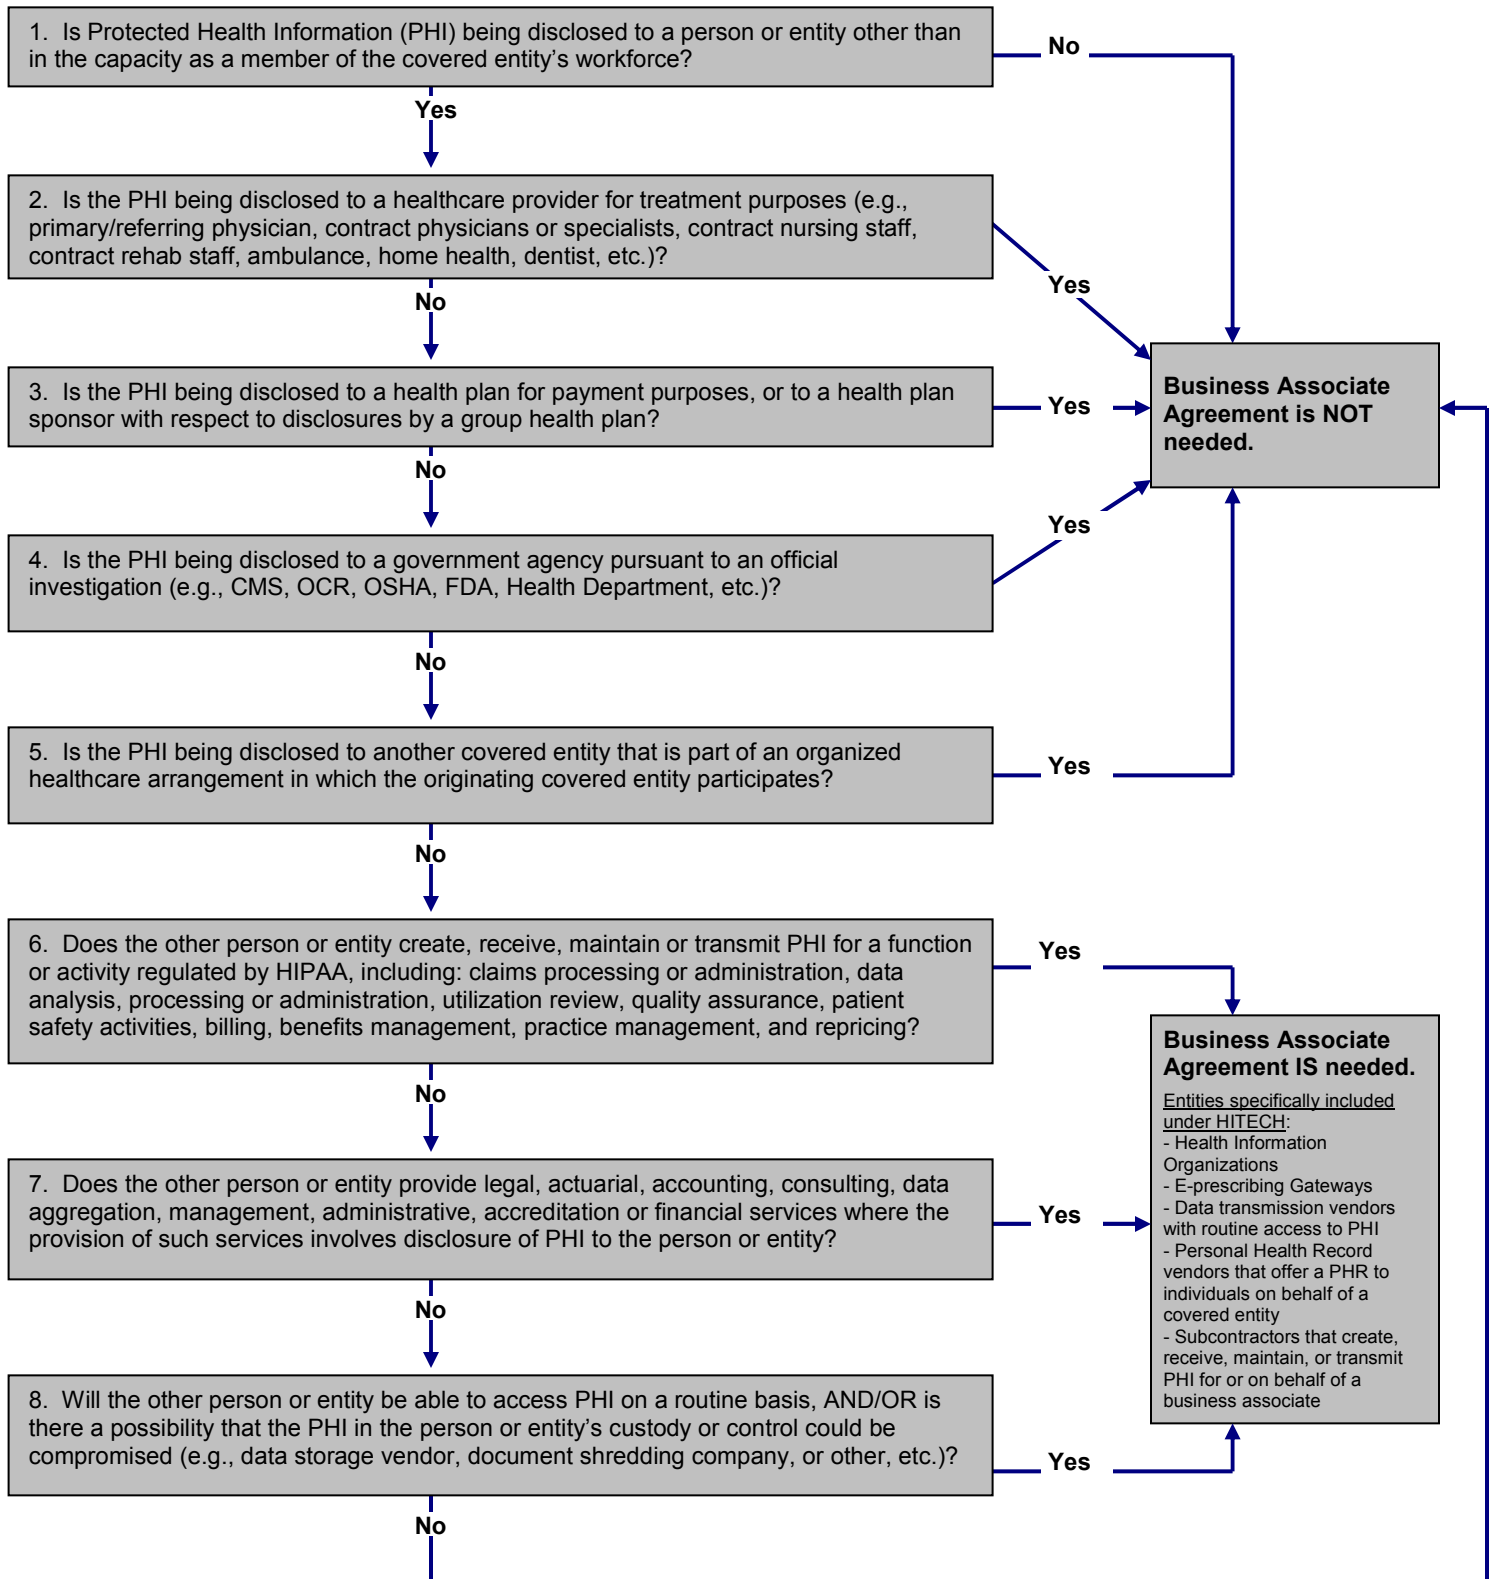 1. Is Protected Health Information (PHI) being disclosed to a person or entity other than
in the capacity as a member of the covered entity’s workforce?
No
Yes
2. Is the PHI being disclosed to a healthcare provider for treatment purposes (e.g.,
primary/referring physician, contract physicians or specialists, contract nursing staff,
contract rehab staff, ambulance, home health, dentist, etc.)?
Yes
No
3. Is the PHI being disclosed to a health plan for payment purposes, or to a health plan
sponsor with respect to disclosures by a group health plan?
Yes
Business Associate
Agreement is NOT
needed.
No
4. Is the PHI being disclosed to a government agency pursuant to an official
investigation (e.g., CMS, OCR, OSHA, FDA, Health Department, etc.)?
Yes
No
5. Is the PHI being disclosed to another covered entity that is part of an organized
healthcare arrangement in which the originating covered entity participates?
Yes
No
6. Does the other person or entity create, receive, maintain or transmit PHI for a function
or activity regulated by HIPAA, including: claims processing or administration, data
analysis, processing or administration, utilization review, quality assurance, patient
safety activities, billing, benefits management, practice management, and repricing?
Yes
No
Business Associate
Agreement IS needed.
Entities specifically included
under HITECH:
- Health Information
Organizations
- E-prescribing Gateways
- Data transmission vendors
with routine access to PHI
- Personal Health Record
vendors that offer a PHR to
individuals on behalf of a
covered entity
- Subcontractors that create,
receive, maintain, or transmit
PHI for or on behalf of a
business associate
7. Does the other person or entity provide legal, actuarial, accounting, consulting, data
aggregation, management, administrative, accreditation or financial services where the
provision of such services involves disclosure of PHI to the person or entity?
Yes
No
8. Will the other person or entity be able to access PHI on a routine basis, AND/OR is
there a possibility that the PHI in the person or entity’s custody or control could be
compromised (e.g., data storage vendor, document shredding company, or other, etc.)?
Yes
No